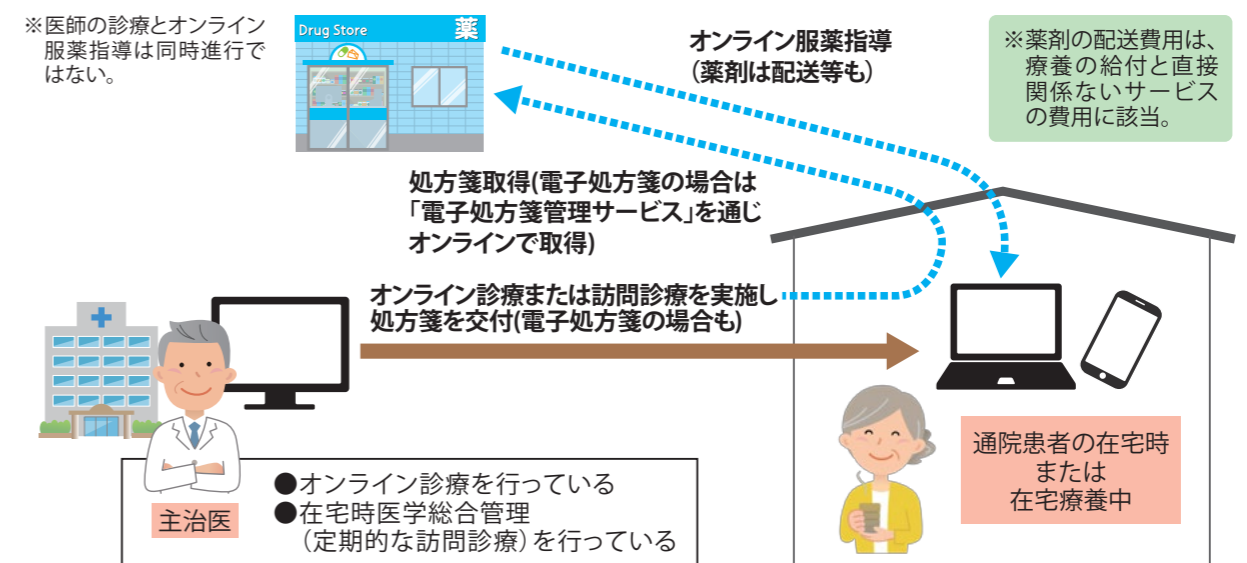 ※医師の診療とオンライン
服薬指導は同時進行で
はない。
Drug Store
薬
オンライン服薬指導
(薬剤は配送等も)
※薬剤の配送費用は、
療養の給付と直接
関係ないサービス
の費用に該当。
処方箋取得(電子処方箋の場合は
「電子処方箋管理サービス」を通じ
オンラインで取得)
オンライン診療または訪問診療を実施し
処方箋を交付(電子処方箋の場合も)
主治医
●オンライン診療を行っている
●在宅時医学総合管理
(定期的な訪問診療)を行っている
通院患者の在宅時
または
在宅療養中